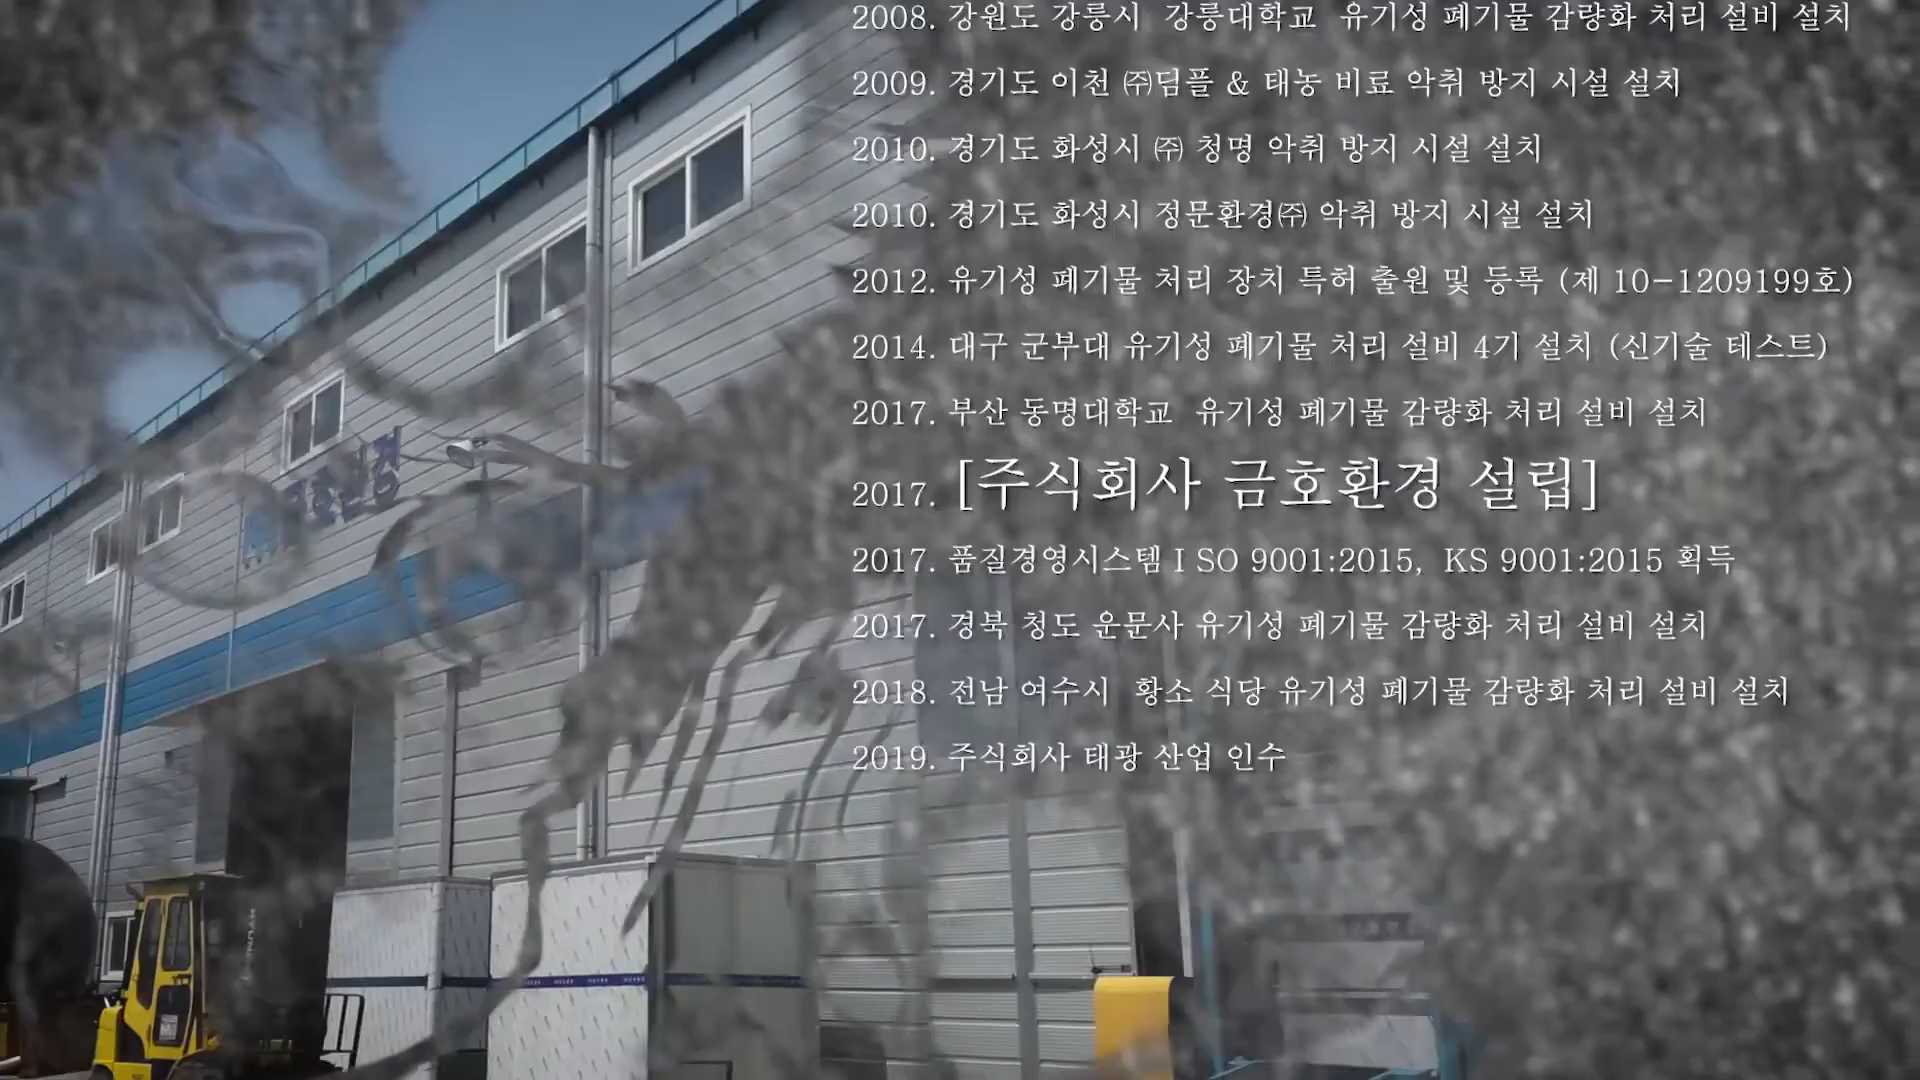 2008. 강원도 강릉시 강릉대학교 유기성 폐기물 감량화 처리 설비 설치
2009. 경기도 이천 ㈜딤플 & 태농 비료 악취 방지 시설 설치
2010. 경기도 화성시 ㈜ 청명 악취 방지 시설 설치
2010. 경기도 화성시 정문환경㈜ 악취 방지 시설 설치
2012. 유기성 폐기물 처리 장치 특허 출원 및 등록 (제 10-1209199호)
2014. 대구 군부대 유기성 폐기물 처리 설비 4기 설치 (신기술 테스트)
2017. 부산 동명대학교 유기성 폐기물 감량화 처리 설비 설치
2017. [주식회사 금호환경 설립]
2017. 품질경영시스템 I SO 9001:2015, KS 9001:2015 획득
2017. 경북 청도 운문사 유기성 폐기물 감량화 처리 설비 설치
2018. 전남 여수시 황소 식당 유기성 폐기물 감량화 처리 설비 설치
2019. 주식회사 태광 산업 인수